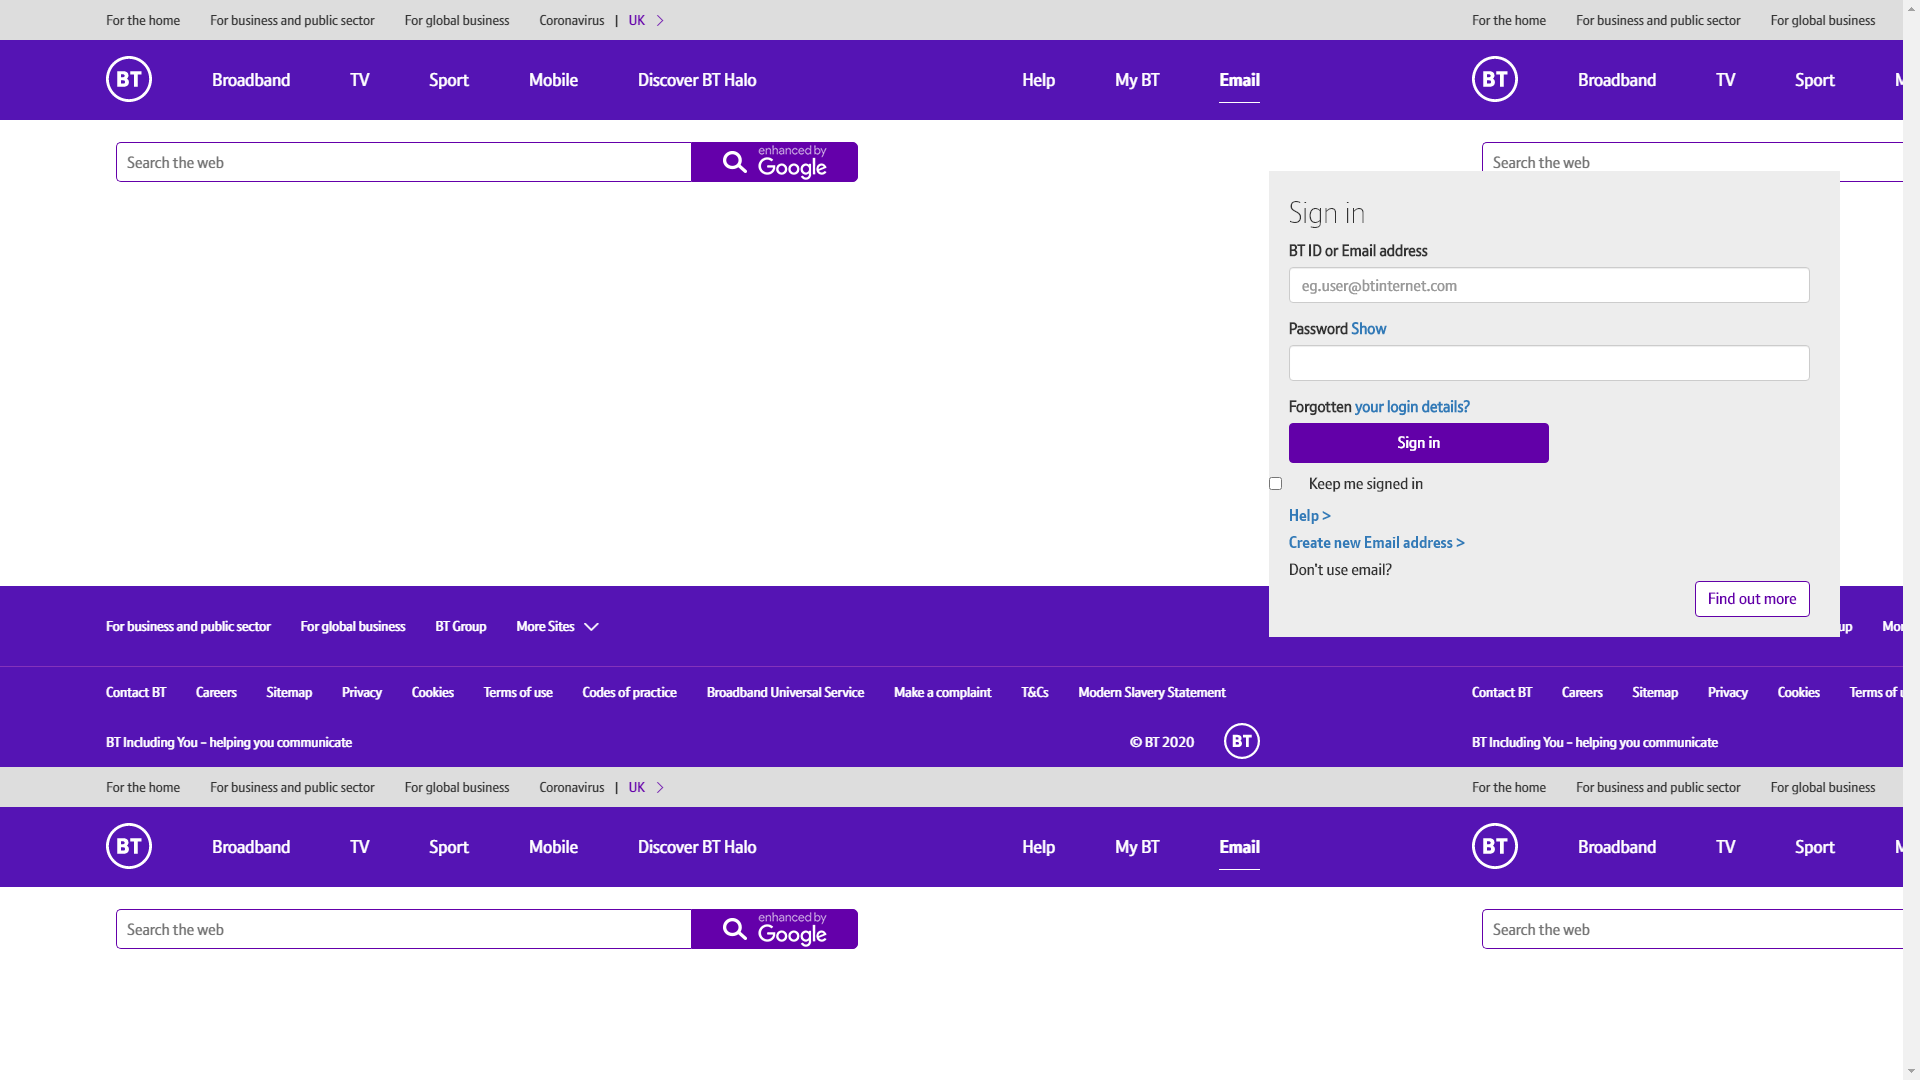 For the home For business and public sector For global business Coronavirus | UK For the home For business and public sector For global business
BT Broadband TV Sport Mobile Discover BT Halo Help My BT Email BT Broadband TV Sport
Search the web enhanced by Google Search the web
Sign in
BT ID or Email address
eg.user@btinternet.com
Password Show
Forgotten your login details?
Sign in
Keep me signed in
Help >
Create new Email address >
Don't use email?
Find out more
For business and public sector For global business BT Group More Sites
Contact BT Careers Sitemap Privacy Cookies Terms of use Codes of practice Broadband Universal Service Make a complaint T&Cs Modern Slavery Statement Contact BT Careers Sitemap Privacy Cookies Terms of
BT Including You – helping you communicate © BT 2020 BT BT Including You – helping you communicate
For the home For business and public sector For global business Coronavirus | UK For the home For business and public sector For global business
BT Broadband TV Sport Mobile Discover BT Halo Help My BT Email BT Broadband TV Sport
Search the web enhanced by Google Search the web